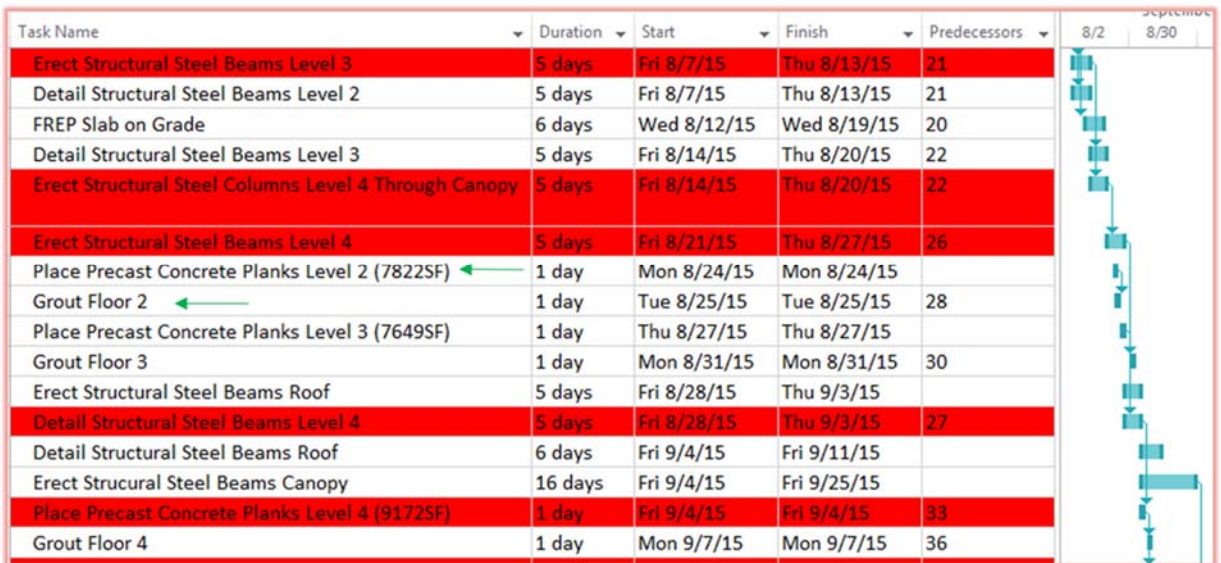 Septembe
Task Name Duration Start Finish Predecessors 8/2 8/30
Erect Structural Steel Beams Level 3 5 days Fri 8/7/15 Thu 8/13/15 21
Detail Structural Steel Beams Level 2 5 days Fri 8/7/15 Thu 8/13/15 21
FREP Slab on Grade 6 days Wed 8/12/15 Wed 8/19/15 20
Detail Structural Steel Beams Level 3 5 days Fri 8/14/15 Thu 8/20/15 22
Erect Structural Steel Columns Level 4 Through Canopy 5 days Fri 8/14/15 Thu 8/20/15 22
Erect Structural Steel Beams Level 4 5 days Fri 8/21/15 Thu 8/27/15 26
Place Precast Concrete Planks Level 2 (7822SF) 1 day Mon 8/24/15 Mon 8/24/15
Grout Floor 2 1 day Tue 8/25/15 Tue 8/25/15 28
Place Precast Concrete Planks Level 3 (7649SF) 1 day Thu 8/27/15 Thu 8/27/15
Grout Floor 3 1 day Mon 8/31/15 Mon 8/31/15 30
Erect Structural Steel Beams Roof 5 days Fri 8/28/15 Thu 9/3/15
Detail Structural Steel Beams Level 4 5 days Fri 8/28/15 Thu 9/3/15 27
Detail Structural Steel Beams Roof 6 days Fri 9/4/15 Fri 9/11/15
Erect Strucural Steel Beams Canopy 16 days Fri 9/4/15 Fri 9/25/15
Place Precast Concrete Planks Level 4 (9172SF) 1 day Fri 9/4/15 Fri 9/4/15 33
Grout Floor 4 1 day Mon 9/7/15 Mon 9/7/15 36